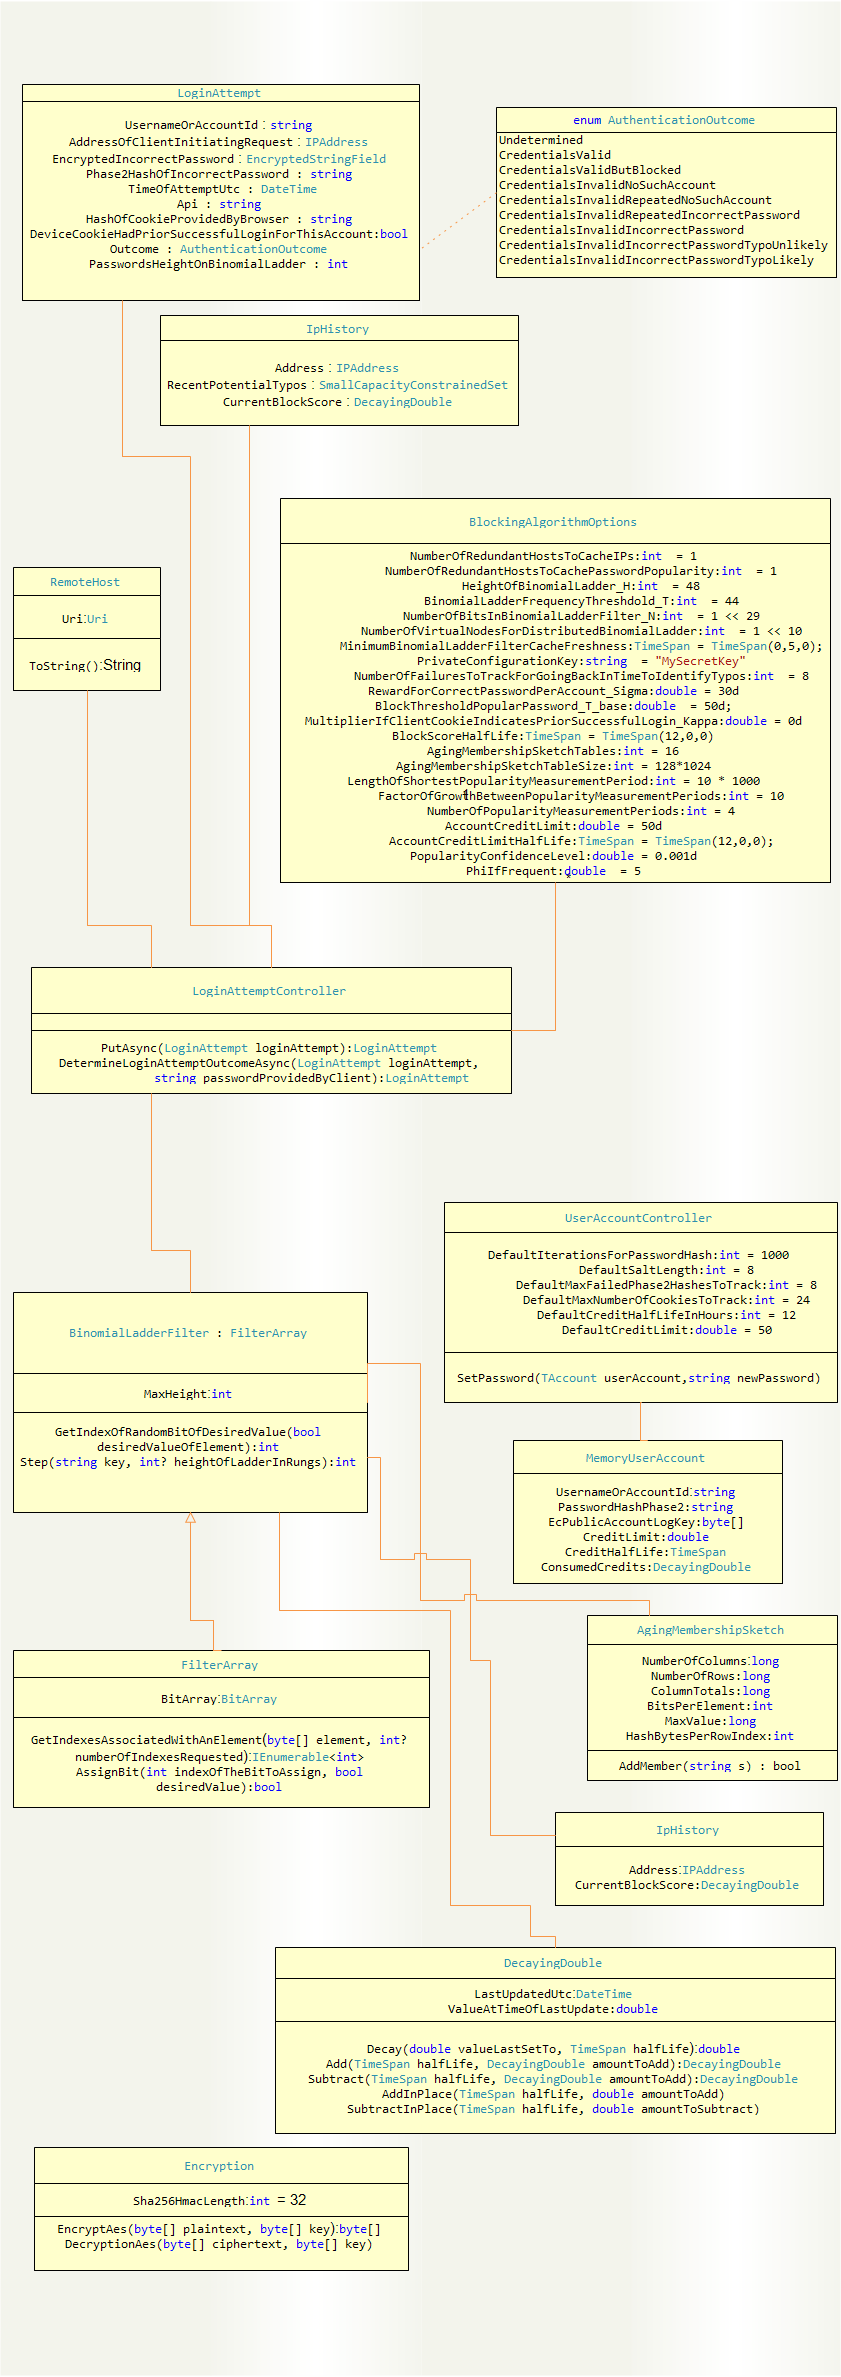 LoginAttempt
UsernameOrAccountId : string
AddressOfClientInitiatingRequest : IPAddress
EncryptedIncorrectPassword : EncryptedStringField
Phase2HashOfIncorrectPassword : string
TimeOfAttemptUtc : DateTime
Api : string
HashOfCookieProvidedByBrowser : string
DeviceCookieHadPriorSuccessfulLoginForThisAccount:bool
Outcome : AuthenticationOutcome
PasswordsHeightOnBinomialLadder : int
enum AuthenticationOutcome
Undetermined
CredentialsValid
CredentialsValidButBlocked
CredentialsInvalidNoSuchAccount
CredentialsInvalidRepeatedNoSuchAccount
CredentialsInvalidRepeatedIncorrectPassword
CredentialsInvalidIncorrectPassword
CredentialsInvalidIncorrectPasswordTypoUnlikely
CredentialsInvalidIncorrectPasswordTypoLikely
IpHistory
Address : IPAddress
RecentPotentialTypos : SmallCapacityConstrainedSet
CurrentBlockScore : DecayingDouble
BlockingAlgorithmOptions
NumberOfRedundantHostsToCacheIPs:int  = 1
NumberOfRedundantHostsToCachePasswordPopularity:int  = 1
HeightOfBinomialLadder_H:int  = 48
BinomialLadderFrequencyThreshdold_T:int  = 44
NumberOfBitsInBinomialLadderFilter_N:int  = 1 << 29
NumberOfVirtualNodesForDistributedBinomialLadder:int  = 1 << 10
MinimumBinomialLadderFilterCacheFreshness:TimeSpan = TimeSpan(0,5,0);
PrivateConfigurationKey:string  = "MySecretKey"
NumberOfFailuresToTrackForGoingBackInTimeToIdentifyTypos:int  = 8
RewardForCorrectPasswordPerAccount_Sigma:double = 30d
BlockThresholdPopularPassword_T_base:double  = 50d;
MultiplierIfClientCookieIndicatesPriorSuccessfulLogin_Kappa:double = 0d
BlockScoreHalfLife:TimeSpan = TimeSpan(12,0,0)
AgingMembershipSketchTables:int = 16
AgingMembershipSketchTableSize:int = 128*1024
LengthOfShortestPopularityMeasurementPeriod:int = 10 * 1000
FactorOfGrowthBetweenPopularityMeasurementPeriods:int = 10
NumberOfPopularityMeasurementPeriods:int = 4
AccountCreditLimit:double = 50d
AccountCreditLimitHalfLife:TimeSpan = TimeSpan(12,0,0);
PopularityConfidenceLevel:double = 0.001d
PhiIfFrequent:double  = 5
RemoteHost
Uri:Uri
ToString():String
LoginAttemptController
PutAsync(LoginAttempt loginAttempt):LoginAttempt
DetermineLoginAttemptOutcomeAsync(LoginAttempt loginAttempt,
string passwordProvidedByClient):LoginAttempt
UserAccountController
DefaultIterationsForPasswordHash:int = 1000
DefaultSaltLength:int = 8
DefaultMaxFailedPhase2HashesToTrack:int = 8
DefaultMaxNumberOfCookiesToTrack:int = 24
DefaultCreditHalfLifeInHours:int = 12
DefaultCreditLimit:double = 50
SetPassword(TAccount userAccount,string newPassword)
BinomialLadderFilter : FilterArray
MaxHeight:int
GetIndexOfRandomBitOfDesiredValue(bool
desiredValueOfElement):int
Step(string key, int? heightOfLadderInRungs):int
MemoryUserAccount
UsernameOrAccountId:string
PasswordHashPhase2:string
EcPublicAccountLogKey:byte[]
CreditLimit:double
CreditHalfLife:TimeSpan
ConsumedCredits:DecayingDouble
AgingMembershipSketch
NumberOfColumns:long
NumberOfRows:long
ColumnTotals:long
BitsPerElement:int
MaxValue:long
HashBytesPerRowIndex:int
AddMember(string s) : bool
FilterArray
BitArray:BitArray
GetIndexesAssociatedWithAnElement(byte[] element, int?
numberOfIndexesRequested):IEnumerable<int>
AssignBit(int indexOfTheBitToAssign, bool
desiredValue):bool
IpHistory
Address:IPAddress
CurrentBlockScore:DecayingDouble
DecayingDouble
LastUpdatedUtc:DateTime
ValueAtTimeOfLastUpdate:double
Decay(double valueLastSetTo, TimeSpan halfLife):double
Add(TimeSpan halfLife, DecayingDouble amountToAdd):DecayingDouble
Subtract(TimeSpan halfLife, DecayingDouble amountToAdd):DecayingDouble
AddInPlace(TimeSpan halfLife, double amountToAdd)
SubtractInPlace(TimeSpan halfLife, double amountToSubtract)
Encryption
Sha256HmacLength:int = 32
EncryptAes(byte[] plaintext, byte[] key):byte[]
DecryptionAes(byte[] ciphertext, byte[] key)